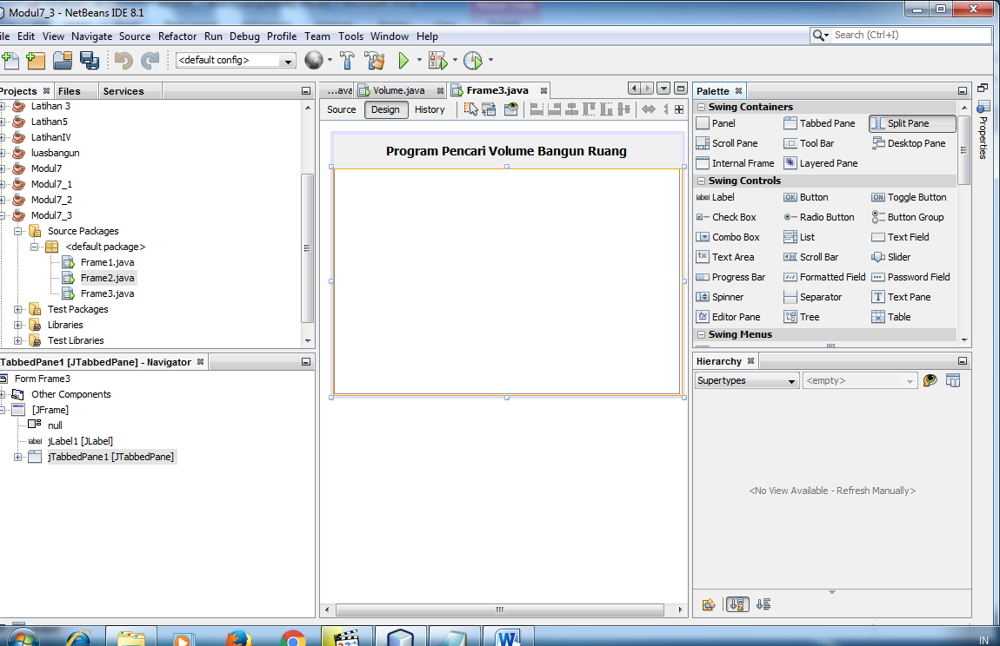 Modul7_3 - NetBeans IDE 8.1
ile Edit View Navigate Source Refactor Run Debug Profile Team Tools Window Help
Search (Ctrl+I)
<default config>
Projects Files Services
Latihan 3
Latihan5
LatihanIV
luasbangun
Modul7
Modul7_1
Modul7_2
Modul7_3
Source Packages
<default package>
Frame1.java
Frame2.java
Frame3.java
Test Packages
Libraries
Test Libraries
TabbedPane1 [JTabbedPane] - Navigator
Form Frame3
Other Components
[JFrame]
null
label jLabel1 [JLabel]
jTabbedPane1 [JTabbedPane]
...ava Volume.java Frame3.java
Source Design History
Program Pencari Volume Bangun Ruang
Palette
Swing Containers
Panel Tabbed Pane Split Pane
Scroll Pane Tool Bar Desktop Pane
Internal Frame Layered Pane
Swing Controls
label Label OK Button ON Toggle Button
Check Box Radio Button Button Group
Combo Box List Text Field
Text Area Scroll Bar Slider
Progress Bar Formatted Field Password Field
Spinner Separator T Text Pane
Editor Pane Tree Table
Swing Menus
Hierarchy
Supertypes <empty>
<No View Available - Refresh Manually>
Properties
IN